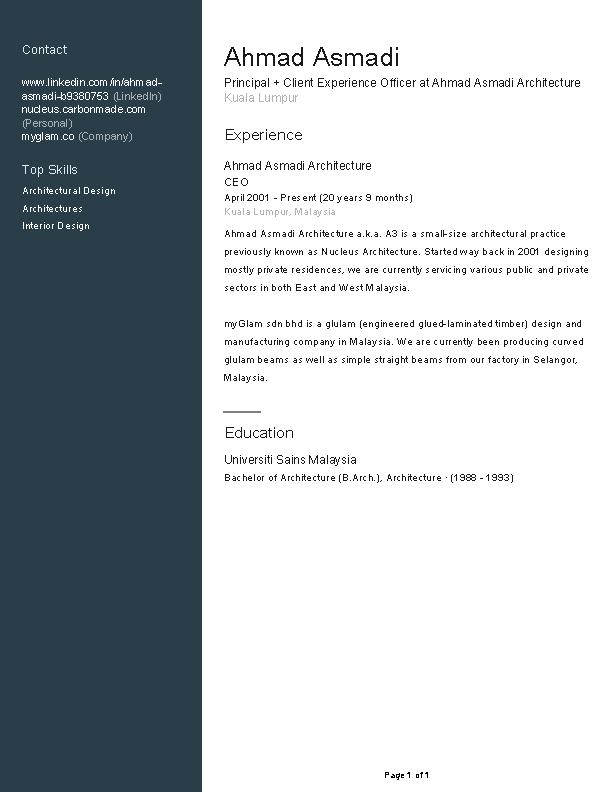 Contact
www.linkedin.com/in/ahmad-
asmadi-b9380753 (LinkedIn)
nucleus.carbonmade.com
(Personal)
myglam.co (Company)
Top Skills
Architectural Design
Architectures
Interior Design
Ahmad Asmadi
Principal + Client Experience Officer at Ahmad Asmadi Architecture
Kuala Lumpur
Experience
Ahmad Asmadi Architecture
CEO
April 2001 - Present (20 years 9 months)
Kuala Lumpur, Malaysia
Ahmad Asmadi Architecture a.k.a. A3 is a small-size architectural practice
previously known as Nucleus Architecture. Started way back in 2001 designing
mostly private residences, we are currently servicing various public and private
sectors in both East and West Malaysia.
myGlam sdn bhd is a glulam (engineered glued-laminated timber) design and
manufacturing company in Malaysia. We are currently been producing curved
glulam beams as well as simple straight beams from our factory in Selangor,
Malaysia.
Education
Universiti Sains Malaysia
Bachelor of Architecture (B.Arch.), Architecture · (1988 - 1993)
Page 1 of 1